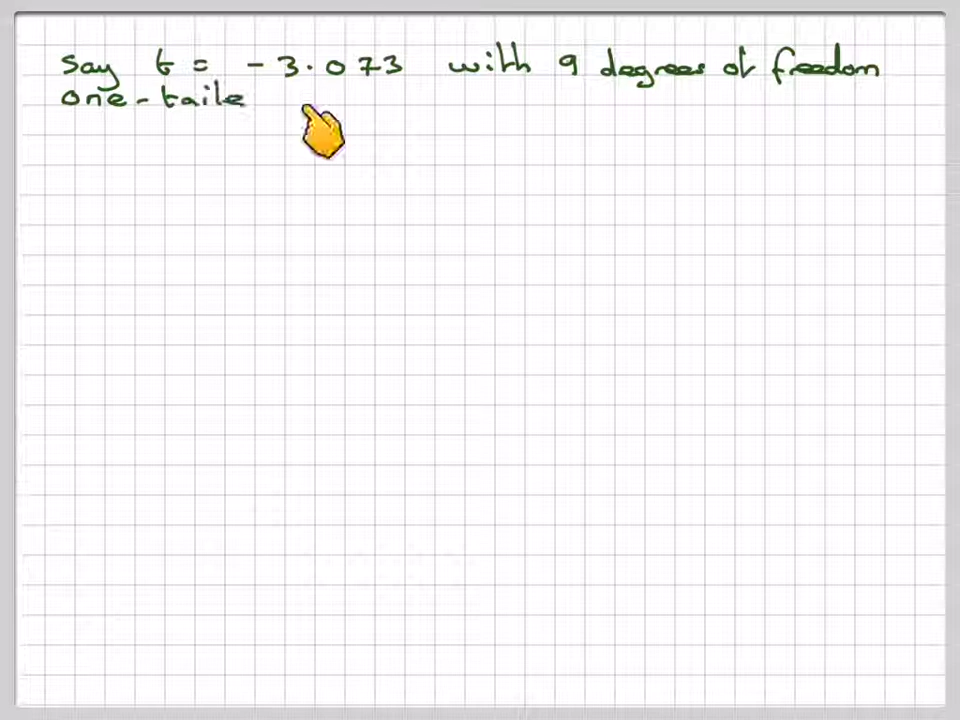 say t = -3.073 with 9 degrees of freedom
one-taile